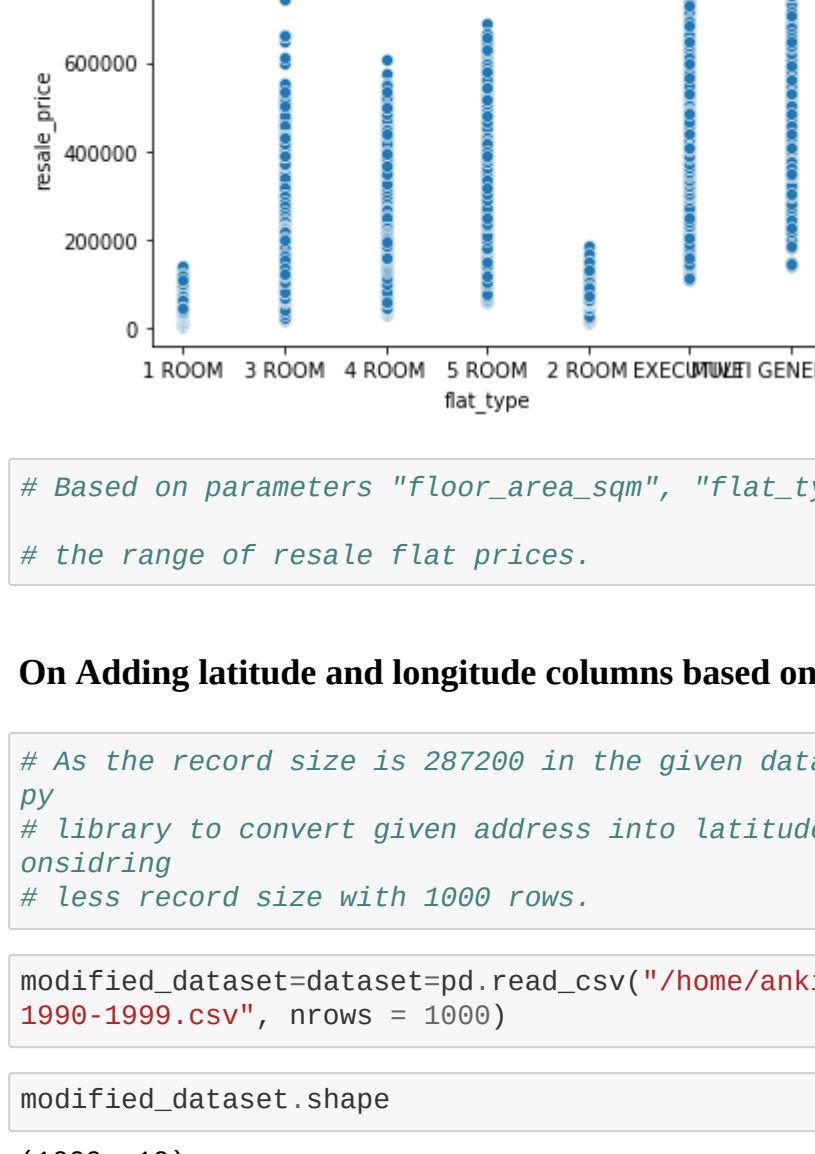 600000
400000
200000
0
resale_price
1 ROOM 3 ROOM 4 ROOM 5 ROOM 2 ROOM EXECUTIVE MULTI GENE
flat_type
# Based on parameters "floor_area_sqm", "flat_ty
# the range of resale flat prices.
On Adding latitude and longitude columns based on
# As the record size is 287200 in the given data
py
# library to convert given address into latitude
onsidring
# less record size with 1000 rows.
modified_dataset=dataset=pd.read_csv("/home/anki
1990-1999.csv", nrows = 1000)
modified_dataset.shape